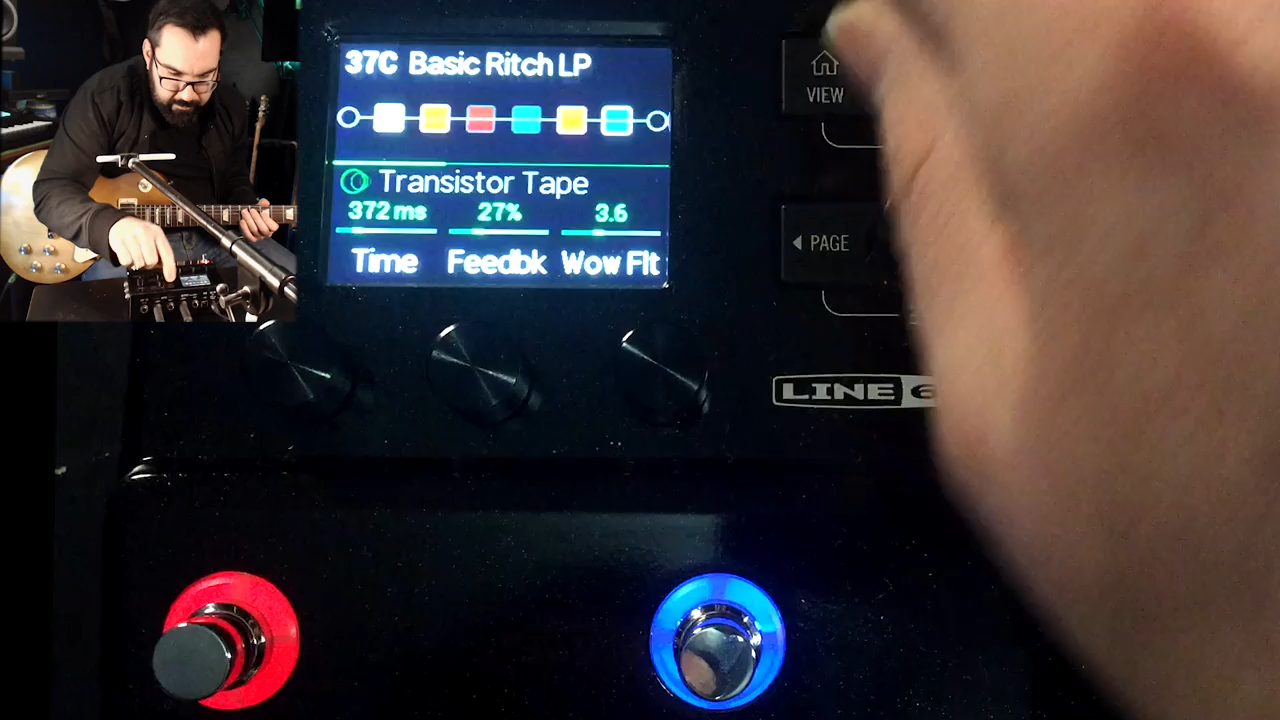 37C Basic Ritch LP
Transistor Tape
372 ms 27% 3.6
Time Feedbk Wow Flt
VIEW
PAGE
LINE 6